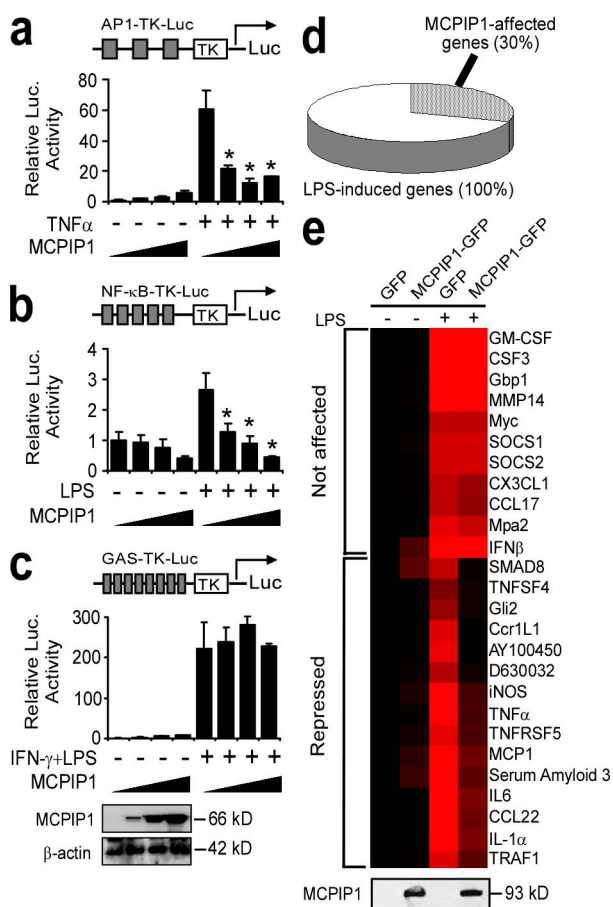 a
AP1-TK-Luc
TK
Luc
Relative Luc.
Activity
80
60
40
20
0
* * *
TNFα - - - - + + + +
MCPIP1
b
NF-κB-TK-Luc
TK
Luc
Relative Luc.
Activity
4
3
2
1
0
* * *
LPS - - - - + + + +
MCPIP1
c
GAS-TK-Luc
TK
Luc
Relative Luc.
Activity
300
200
100
0
IFN-γ+LPS - - - - + + + +
MCPIP1
MCPIP1 66 kD
β-actin 42 kD
d
MCPIP1-affected
genes (30%)
LPS-induced genes (100%)
e
GFP
MCPIP1-GFP
GFP
MCPIP1-GFP
LPS - - + +
Not affected
GM-CSF
CSF3
Gbp1
MMP14
Myc
SOCS1
SOCS2
CX3CL1
CCL17
Mpa2
IFNβ
Repressed
SMAD8
TNFSF4
Gli2
Ccr1L1
AY100450
D630032
iNOS
TNFα
TNFRSF5
MCP1
Serum Amyloid 3
IL6
CCL22
IL-1α
TRAF1
MCPIP1 93 kD